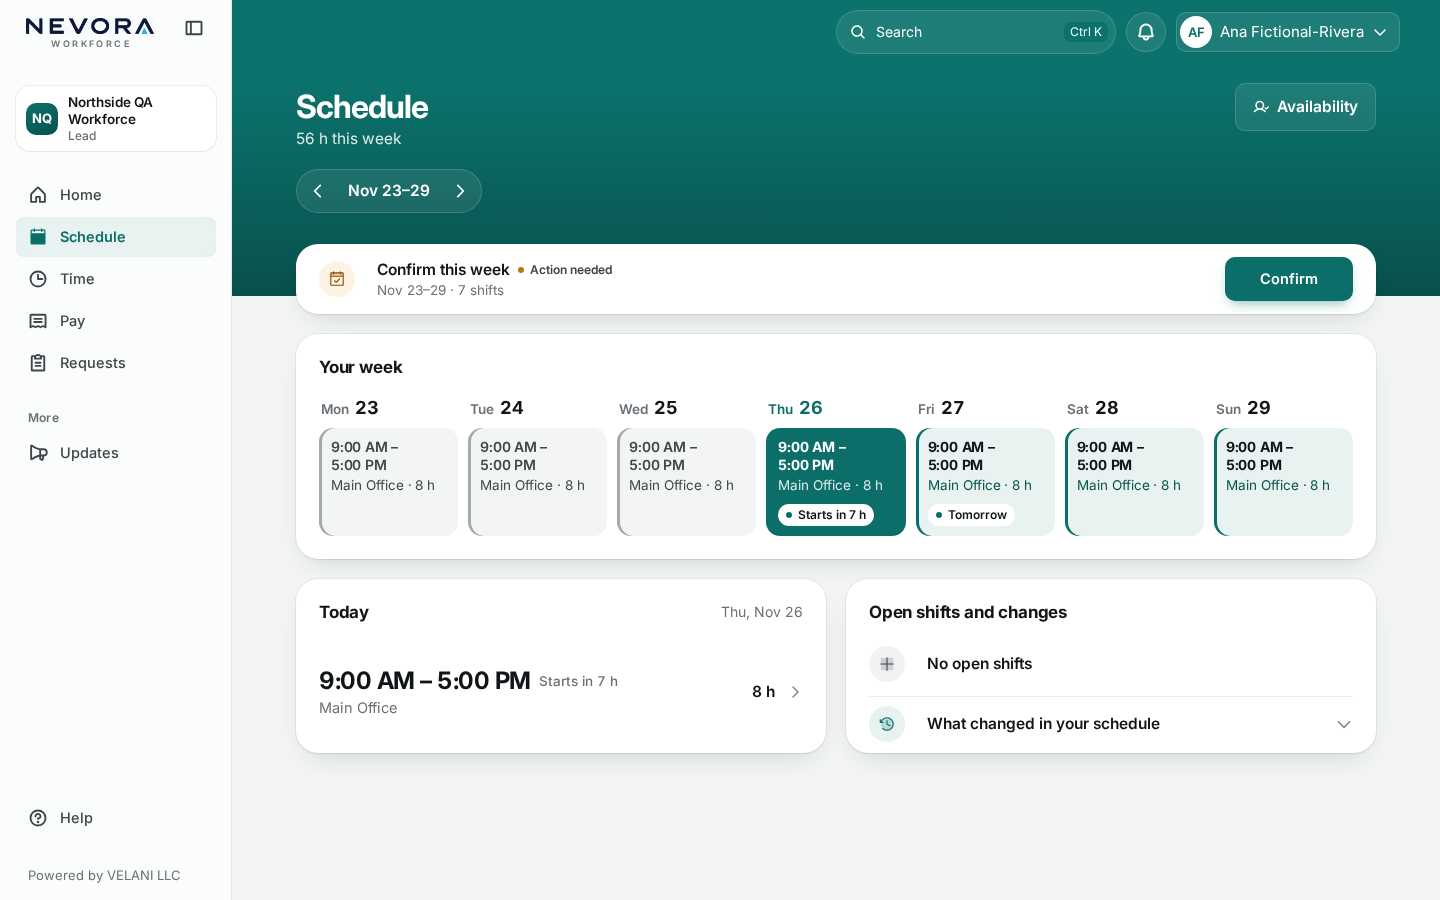 NEVORA
WORKFORCE
Search
Ctrl K
AF
Ana Fictional-Rivera
NQ
Northside QA
Workforce
Lead
Home
Schedule
Time
Pay
Requests
More
Updates
Help
Powered by VELANI LLC
Schedule
56 h this week
Availability
Nov 23–29
Confirm this week
Action needed
Nov 23–29 · 7 shifts
Confirm
Your week
Mon 23
9:00 AM –
5:00 PM
Main Office · 8 h
Tue 24
9:00 AM –
5:00 PM
Main Office · 8 h
Wed 25
9:00 AM –
5:00 PM
Main Office · 8 h
Thu 26
9:00 AM –
5:00 PM
Main Office · 8 h
Starts in 7 h
Fri 27
9:00 AM –
5:00 PM
Main Office · 8 h
Tomorrow
Sat 28
9:00 AM –
5:00 PM
Main Office · 8 h
Sun 29
9:00 AM –
5:00 PM
Main Office · 8 h
Today
Thu, Nov 26
9:00 AM – 5:00 PM Starts in 7 h
Main Office
8 h
Open shifts and changes
No open shifts
What changed in your schedule